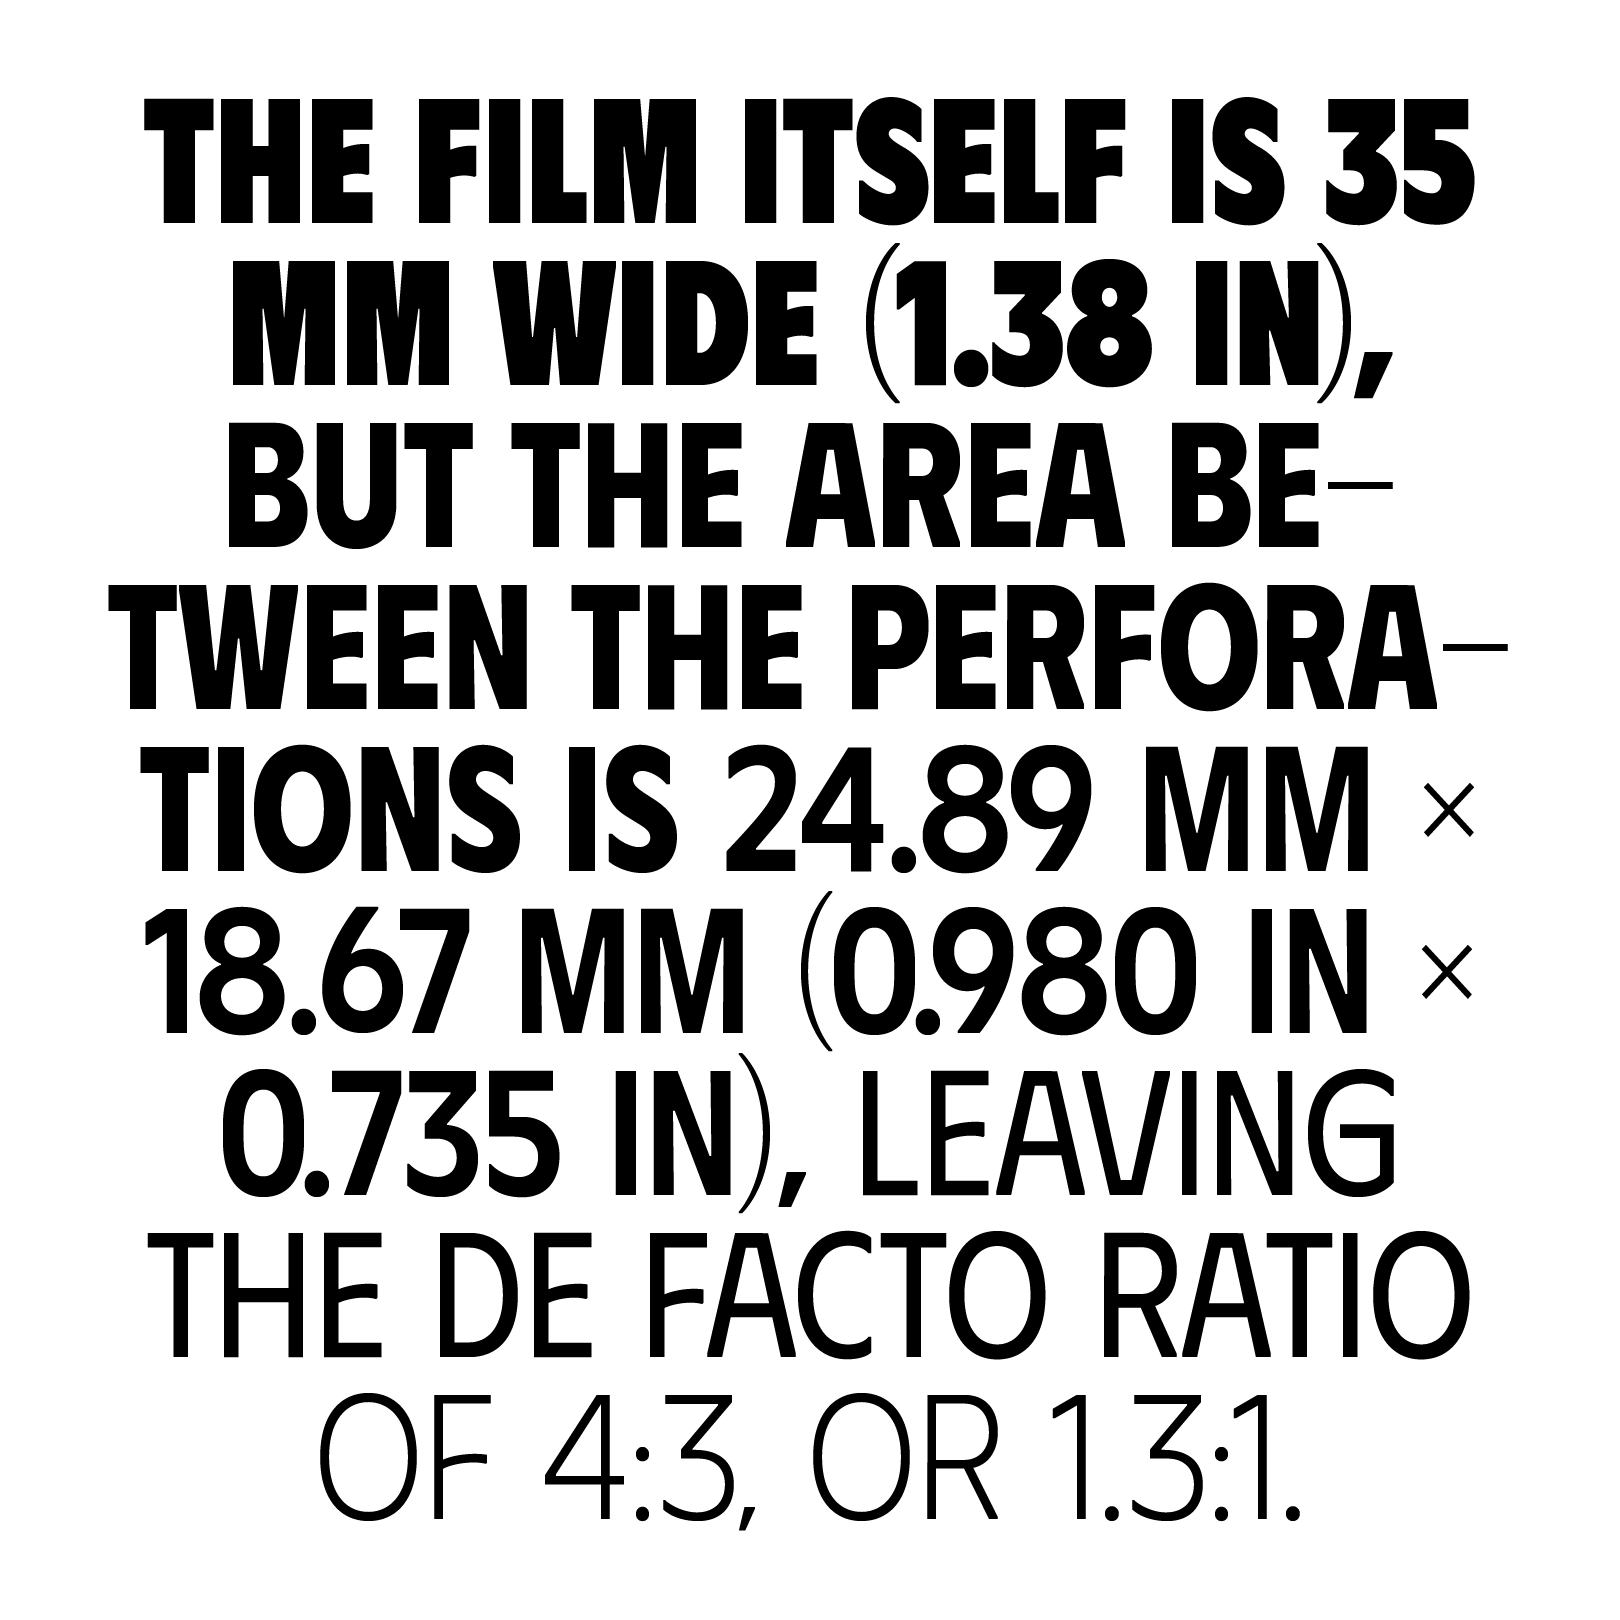 THE FILM ITSELF IS 35
MM WIDE (1.38 IN),
BUT THE AREA BE–
TWEEN THE PERFORA–
TIONS IS 24.89 MM ×
18.67 MM (0.980 IN ×
0.735 IN), LEAVING
THE DE FACTO RATIO
OF 4:3, OR 1.3:1.